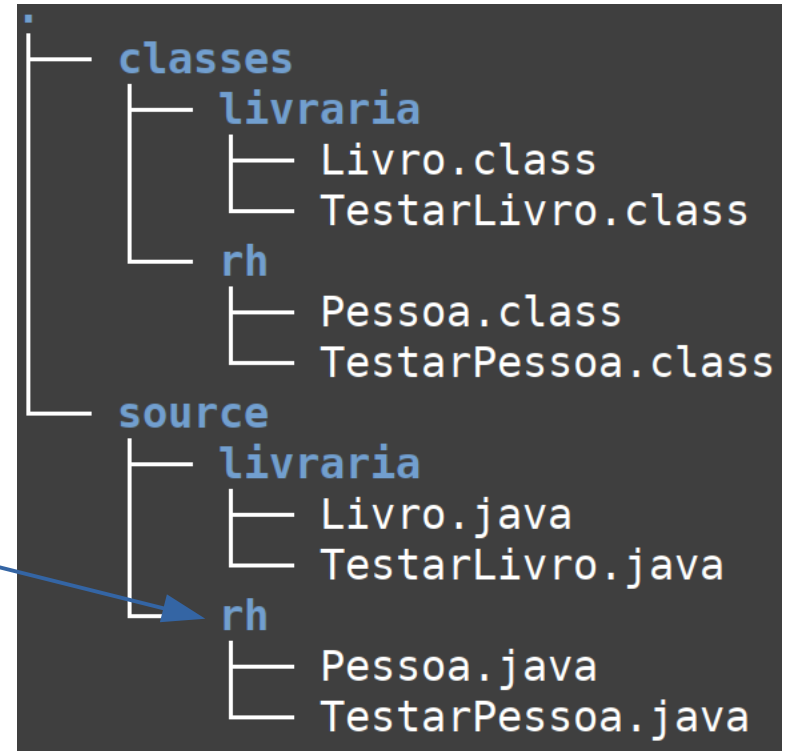 .
classes
livraria
Livro.class
TestarLivro.class
rh
Pessoa.class
TestarPessoa.class
source
livraria
Livro.java
TestarLivro.java
rh
Pessoa.java
TestarPessoa.java